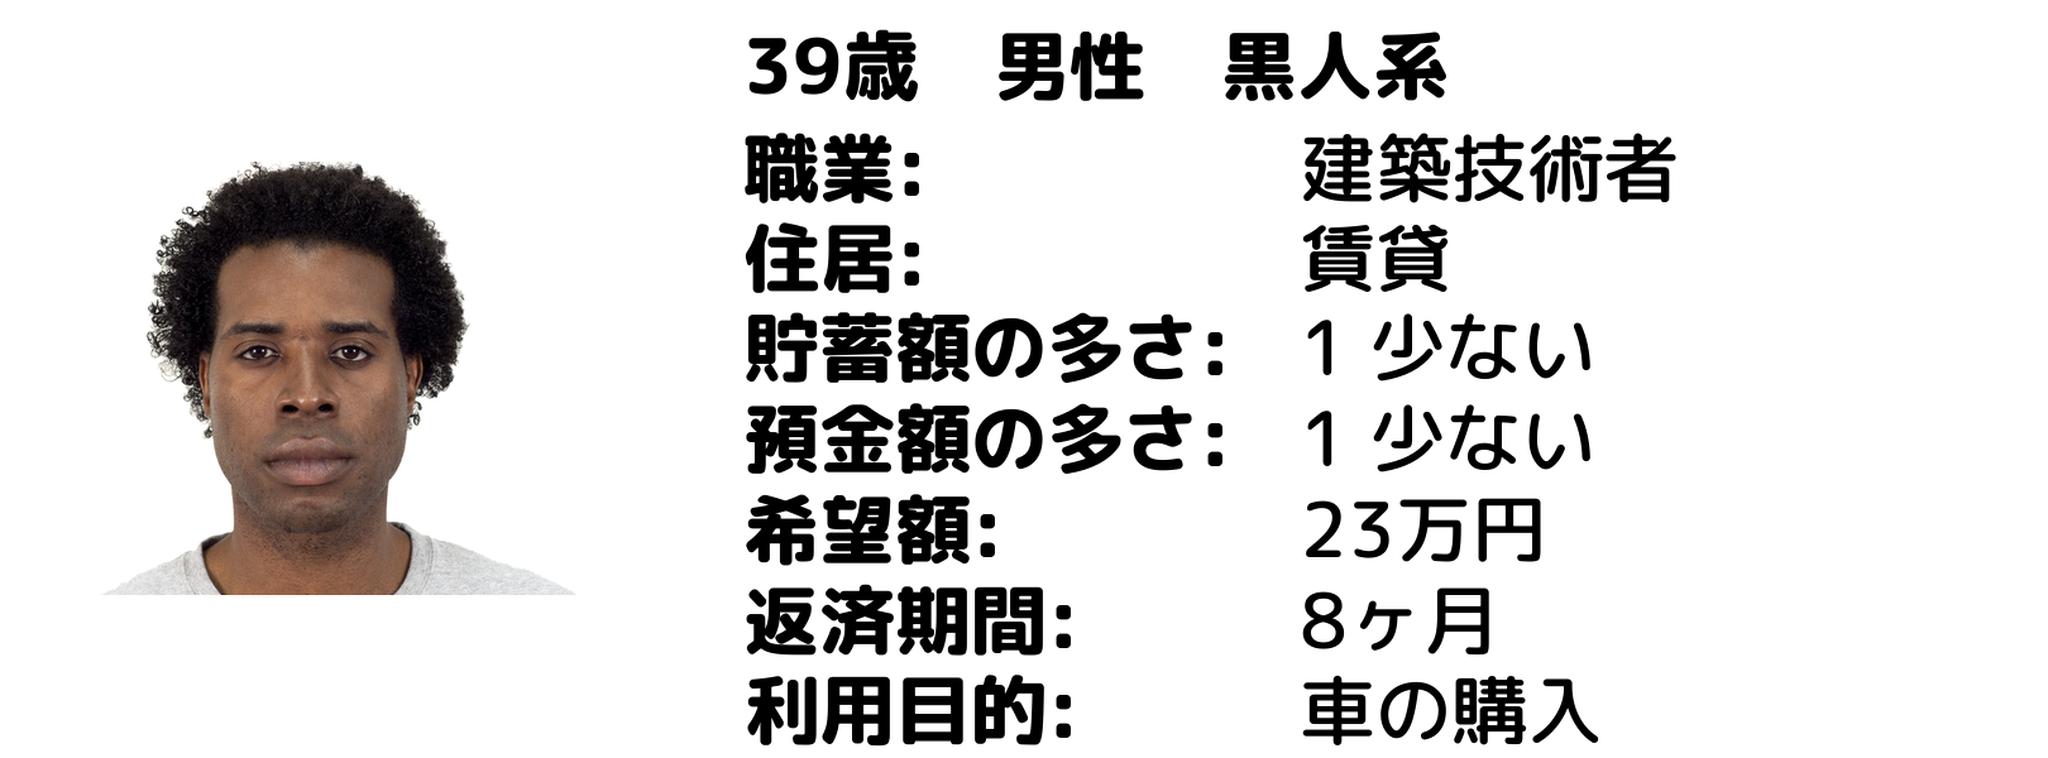 39歳　男性　黒人系
職業: 建築技術者
住居: 賃貸
貯蓄額の多さ: 1 少ない
預金額の多さ: 1 少ない
希望額: 23万円
返済期間: 8ヶ月
利用目的: 車の購入